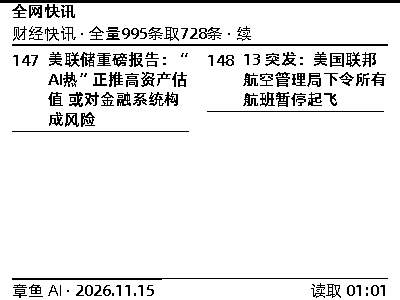 全网快讯
财经快讯 · 全量995条取728条 · 续
147 美联储重磅报告：“
AI热”正推高资产估
值 或对金融系统构
成风险
148 13 突发：美国联邦
航空管理局下令所有
航班暂停起飞
章鱼 AI · 2026.11.15
读取 01:01